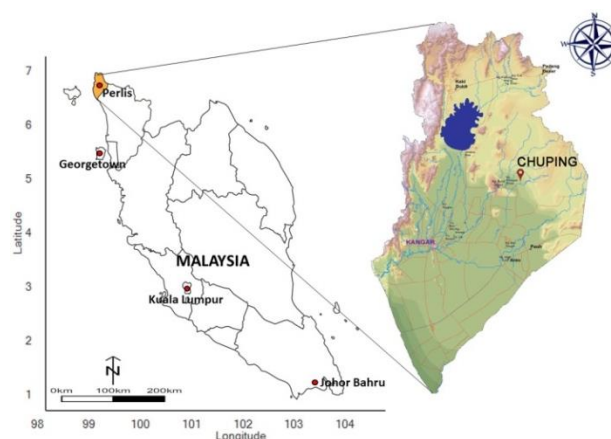 7
6
5
4
3
2
1
Latitude
Perlis
Georgetown
MALAYSIA
Kuala Lumpur
Johor Bahru
N
0km 100km 200km
98 99 100 101 102 103 104
Longitude
N
CHUPING
KANGAR